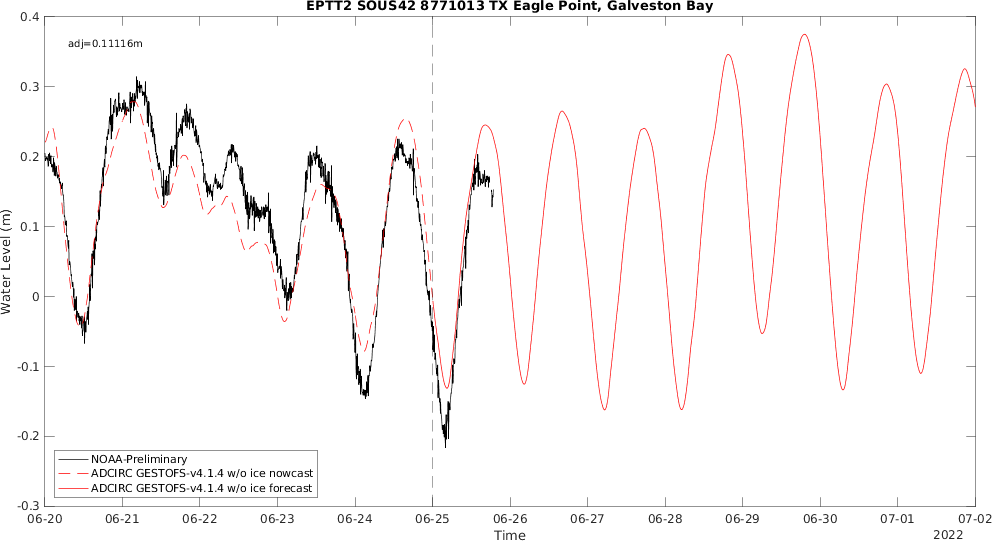 EPTT2 SOUS42 8771013 TX Eagle Point, Galveston Bay
adj=0.11116m
0.4
0.3
0.2
0.1
0
-0.1
-0.2
-0.3
Water Level (m)
NOAA-Preliminary
ADCIRC GESTOFS-v4.1.4 w/o ice nowcast
ADCIRC GESTOFS-v4.1.4 w/o ice forecast
06-20 06-21 06-22 06-23 06-24 06-25 06-26 06-27 06-28 06-29 06-30 07-01 07-02
Time
2022